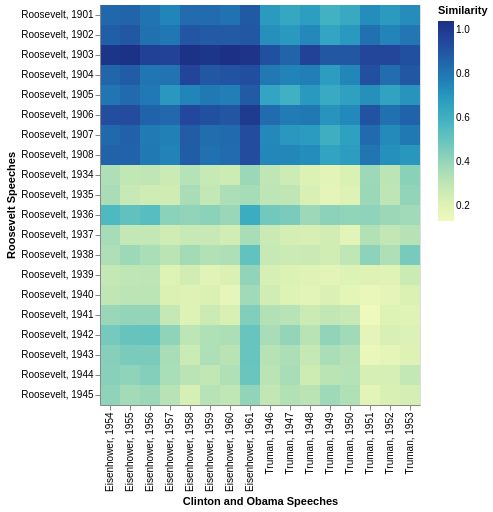 Similarity
1.0
0.8
0.6
0.4
0.2
Roosevelt Speeches
Roosevelt, 1901
Roosevelt, 1902
Roosevelt, 1903
Roosevelt, 1904
Roosevelt, 1905
Roosevelt, 1906
Roosevelt, 1907
Roosevelt, 1908
Roosevelt, 1934
Roosevelt, 1935
Roosevelt, 1936
Roosevelt, 1937
Roosevelt, 1938
Roosevelt, 1939
Roosevelt, 1940
Roosevelt, 1941
Roosevelt, 1942
Roosevelt, 1943
Roosevelt, 1944
Roosevelt, 1945
Eisenhower, 1954
Eisenhower, 1955
Eisenhower, 1956
Eisenhower, 1957
Eisenhower, 1958
Eisenhower, 1959
Eisenhower, 1960
Eisenhower, 1961
Truman, 1946
Truman, 1947
Truman, 1948
Truman, 1949
Truman, 1950
Truman, 1951
Truman, 1952
Truman, 1953
Clinton and Obama Speeches